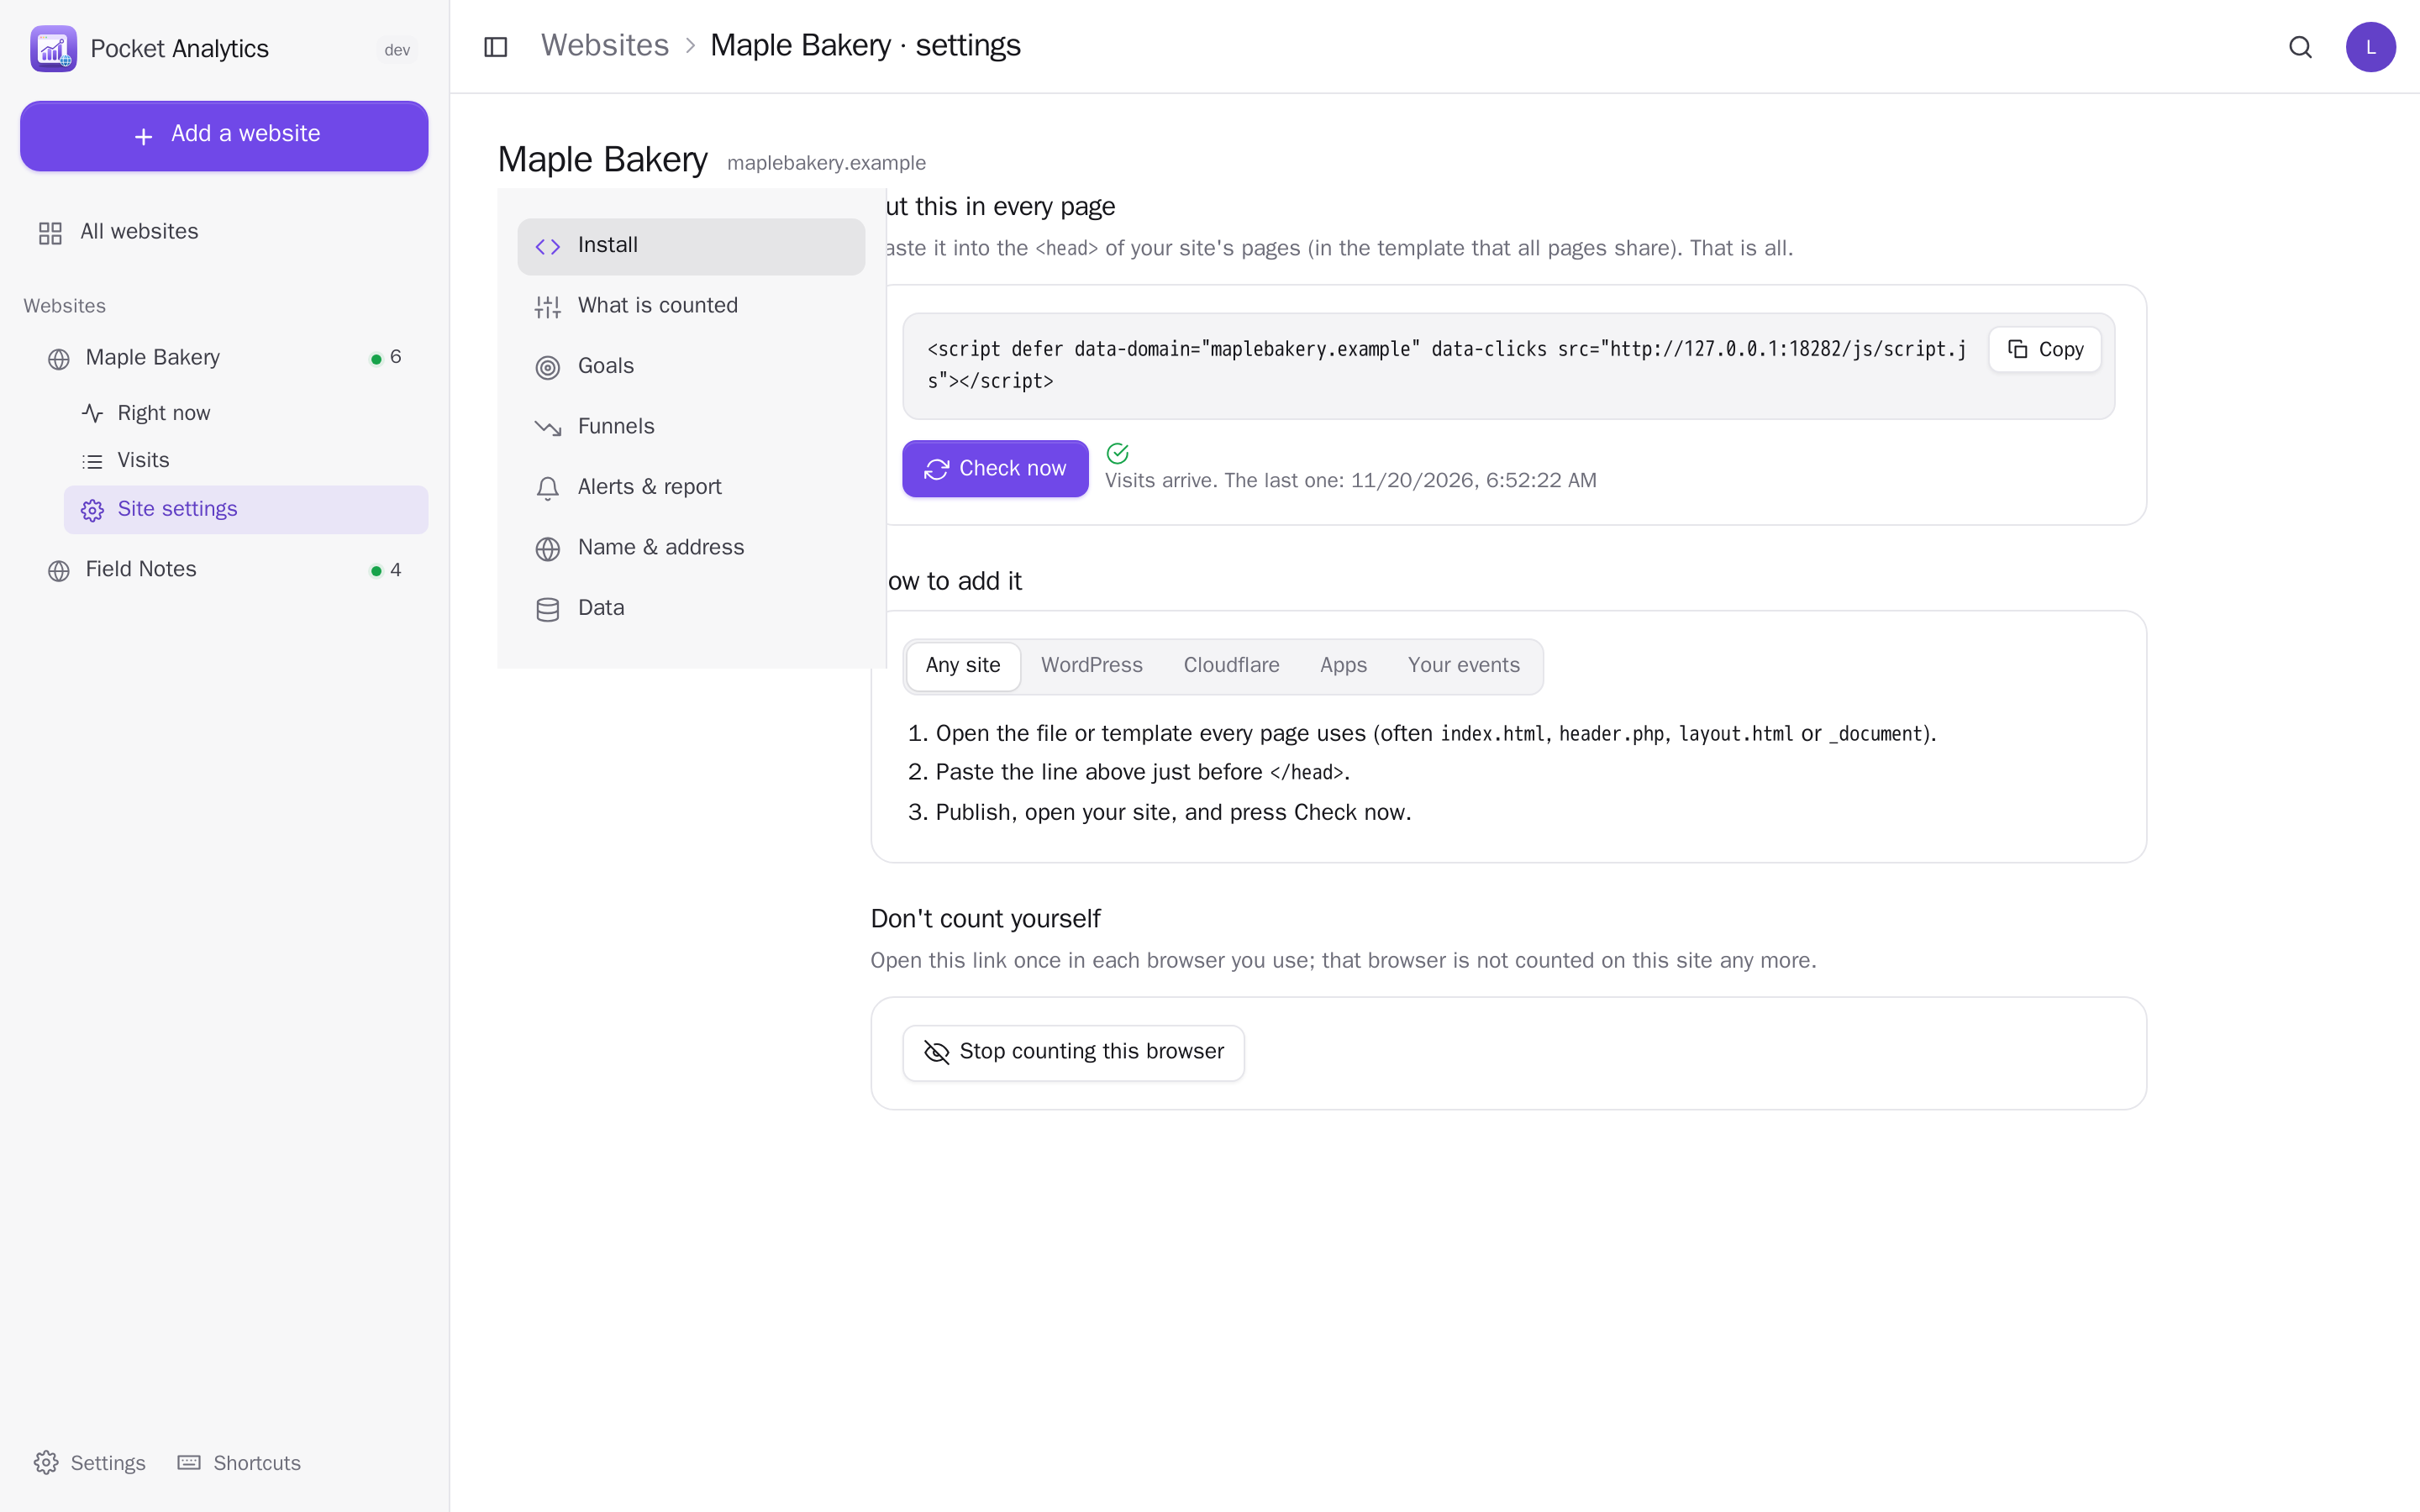 Pocket Analytics
dev
Add a website
All websites
Websites
Maple Bakery
6
Right now
Visits
Site settings
Field Notes
4
Settings
Shortcuts
Websites > Maple Bakery · settings
L
Maple Bakery
maplebakery.example
Install
What is counted
Goals
Funnels
Alerts & report
Name & address
Data
ut this in every page
aste it into the <head> of your site's pages (in the template that all pages share). That is all.
<script defer data-domain="maplebakery.example" data-clicks src="http://127.0.0.1:18282/js/script.j
s"></script>
Copy
Check now
Visits arrive. The last one: 11/20/2026, 6:52:22 AM
ow to add it
Any site
WordPress
Cloudflare
Apps
Your events
1. Open the file or template every page uses (often index.html, header.php, layout.html or _document).
2. Paste the line above just before </head>.
3. Publish, open your site, and press Check now.
Don't count yourself
Open this link once in each browser you use; that browser is not counted on this site any more.
Stop counting this browser